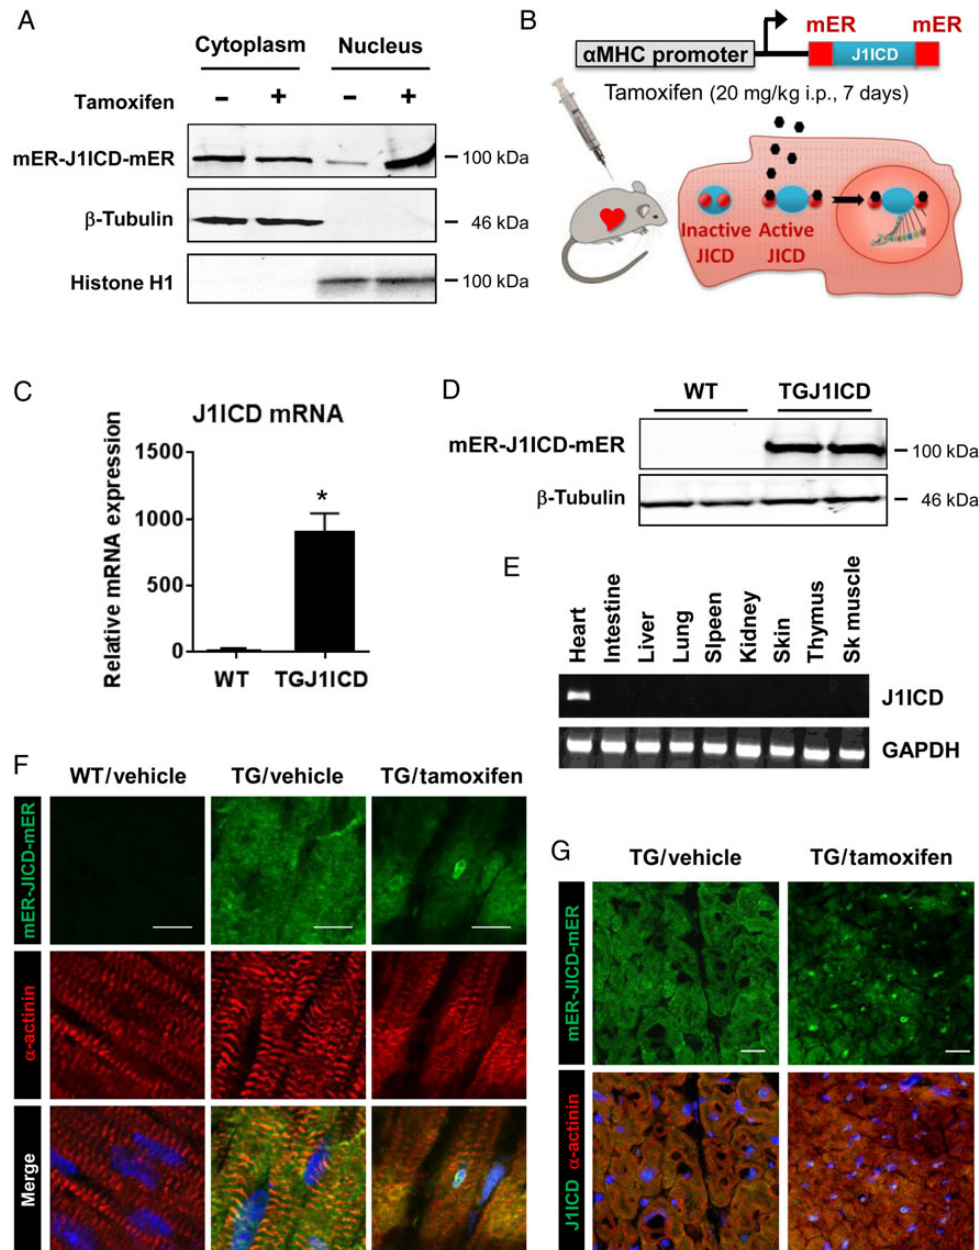 A
Cytoplasm Nucleus
Tamoxifen – + – +
mER-J1ICD-mER – 100 kDa
β-Tubulin – 46 kDa
Histone H1 – 100 kDa
B
mER mER
αMHC promoter J1ICD
Tamoxifen (20 mg/kg i.p., 7 days)
Inactive Active
JICD JICD
C
J1ICD mRNA
Relative mRNA expression
1500
1000
500
0
*
WT TGJ1ICD
D
WT TGJ1ICD
mER-J1ICD-mER – 100 kDa
β-Tubulin – 46 kDa
E
Heart Intestine Liver Lung Slpeen Kidney Skin Thymus Sk muscle
J1ICD
GAPDH
F
WT/vehicle TG/vehicle TG/tamoxifen
mER-JICD-mER
α-actinin
Merge
G
TG/vehicle TG/tamoxifen
mER-JICD-mER
J1ICD α-actinin